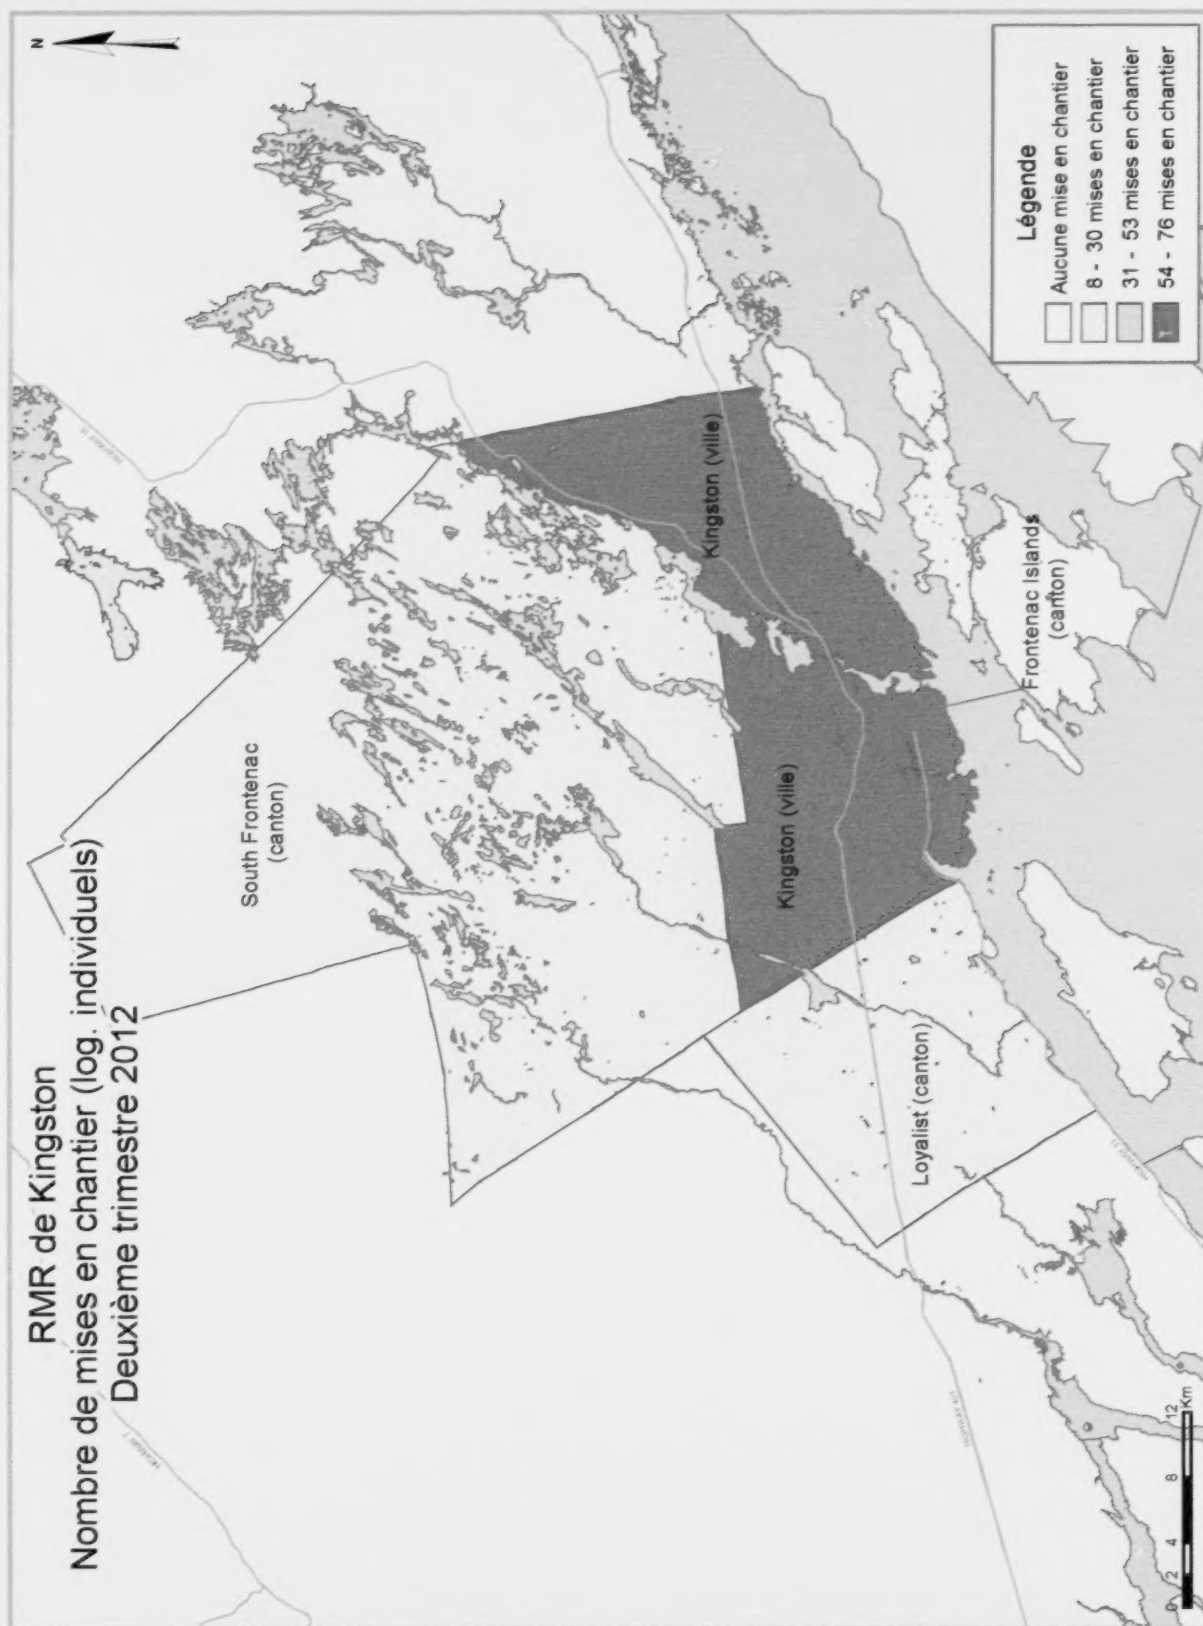 RMR de Kingston
Nombre de mises en chantier (log. individuels)
Deuxième trimestre 2012
N
South Frontenac
(canton)
Kingston (ville)
Kingston (ville)
Loyalist (canton)
Frontenac Islands
(canton)
Légende
Aucune mise en chantier
8 - 30 mises en chantier
31 - 53 mises en chantier
54 - 76 mises en chantier
0 2 4 8 12
Km